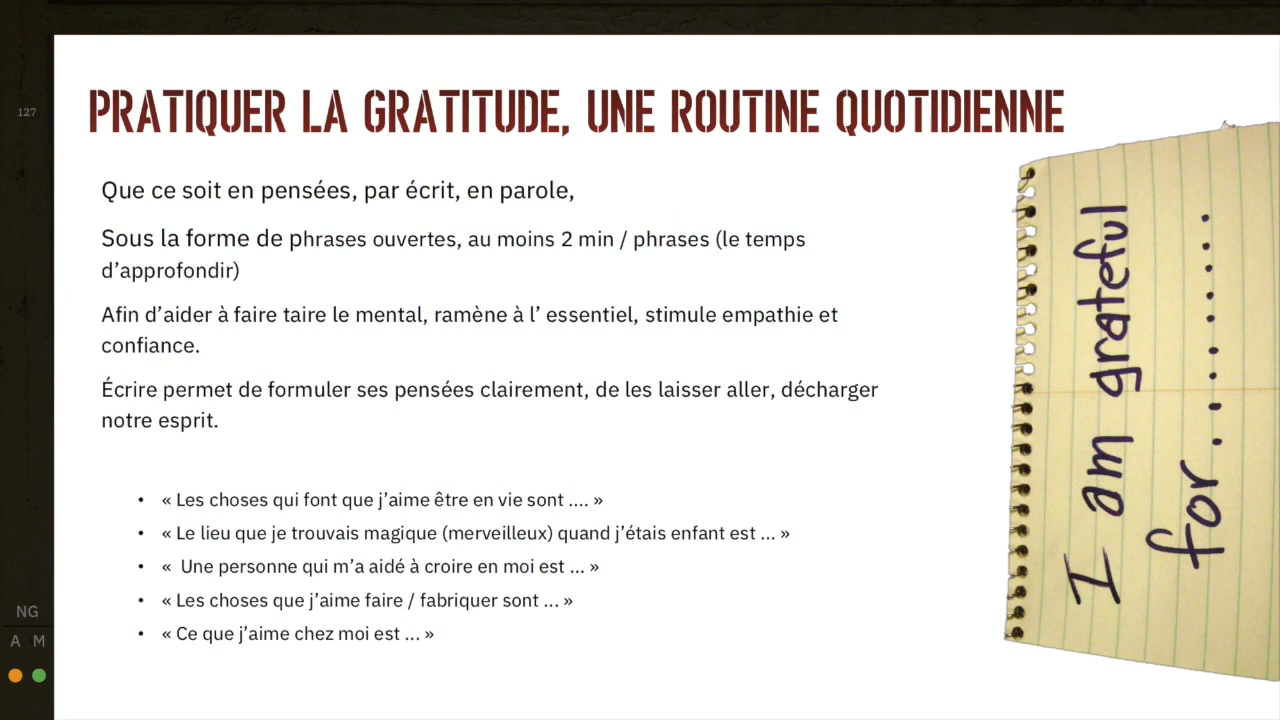 127
PRATIQUER LA GRATITUDE, UNE ROUTINE QUOTIDIENNE
Que ce soit en pensées, par écrit, en parole,
Sous la forme de phrases ouvertes, au moins 2 min / phrases (le temps
d’approfondir)
Afin d’aider à faire taire le mental, ramène à l’ essentiel, stimule empathie et
confiance.
Écrire permet de formuler ses pensées clairement, de les laisser aller, décharger
notre esprit.
• « Les choses qui font que j’aime être en vie sont .... »
• « Le lieu que je trouvais magique (merveilleux) quand j’étais enfant est ... »
• «  Une personne qui m’a aidé à croire en moi est ... »
• « Les choses que j’aime faire / fabriquer sont ... »
• « Ce que j’aime chez moi est ... »
I am grateful
for..........
NG
A M